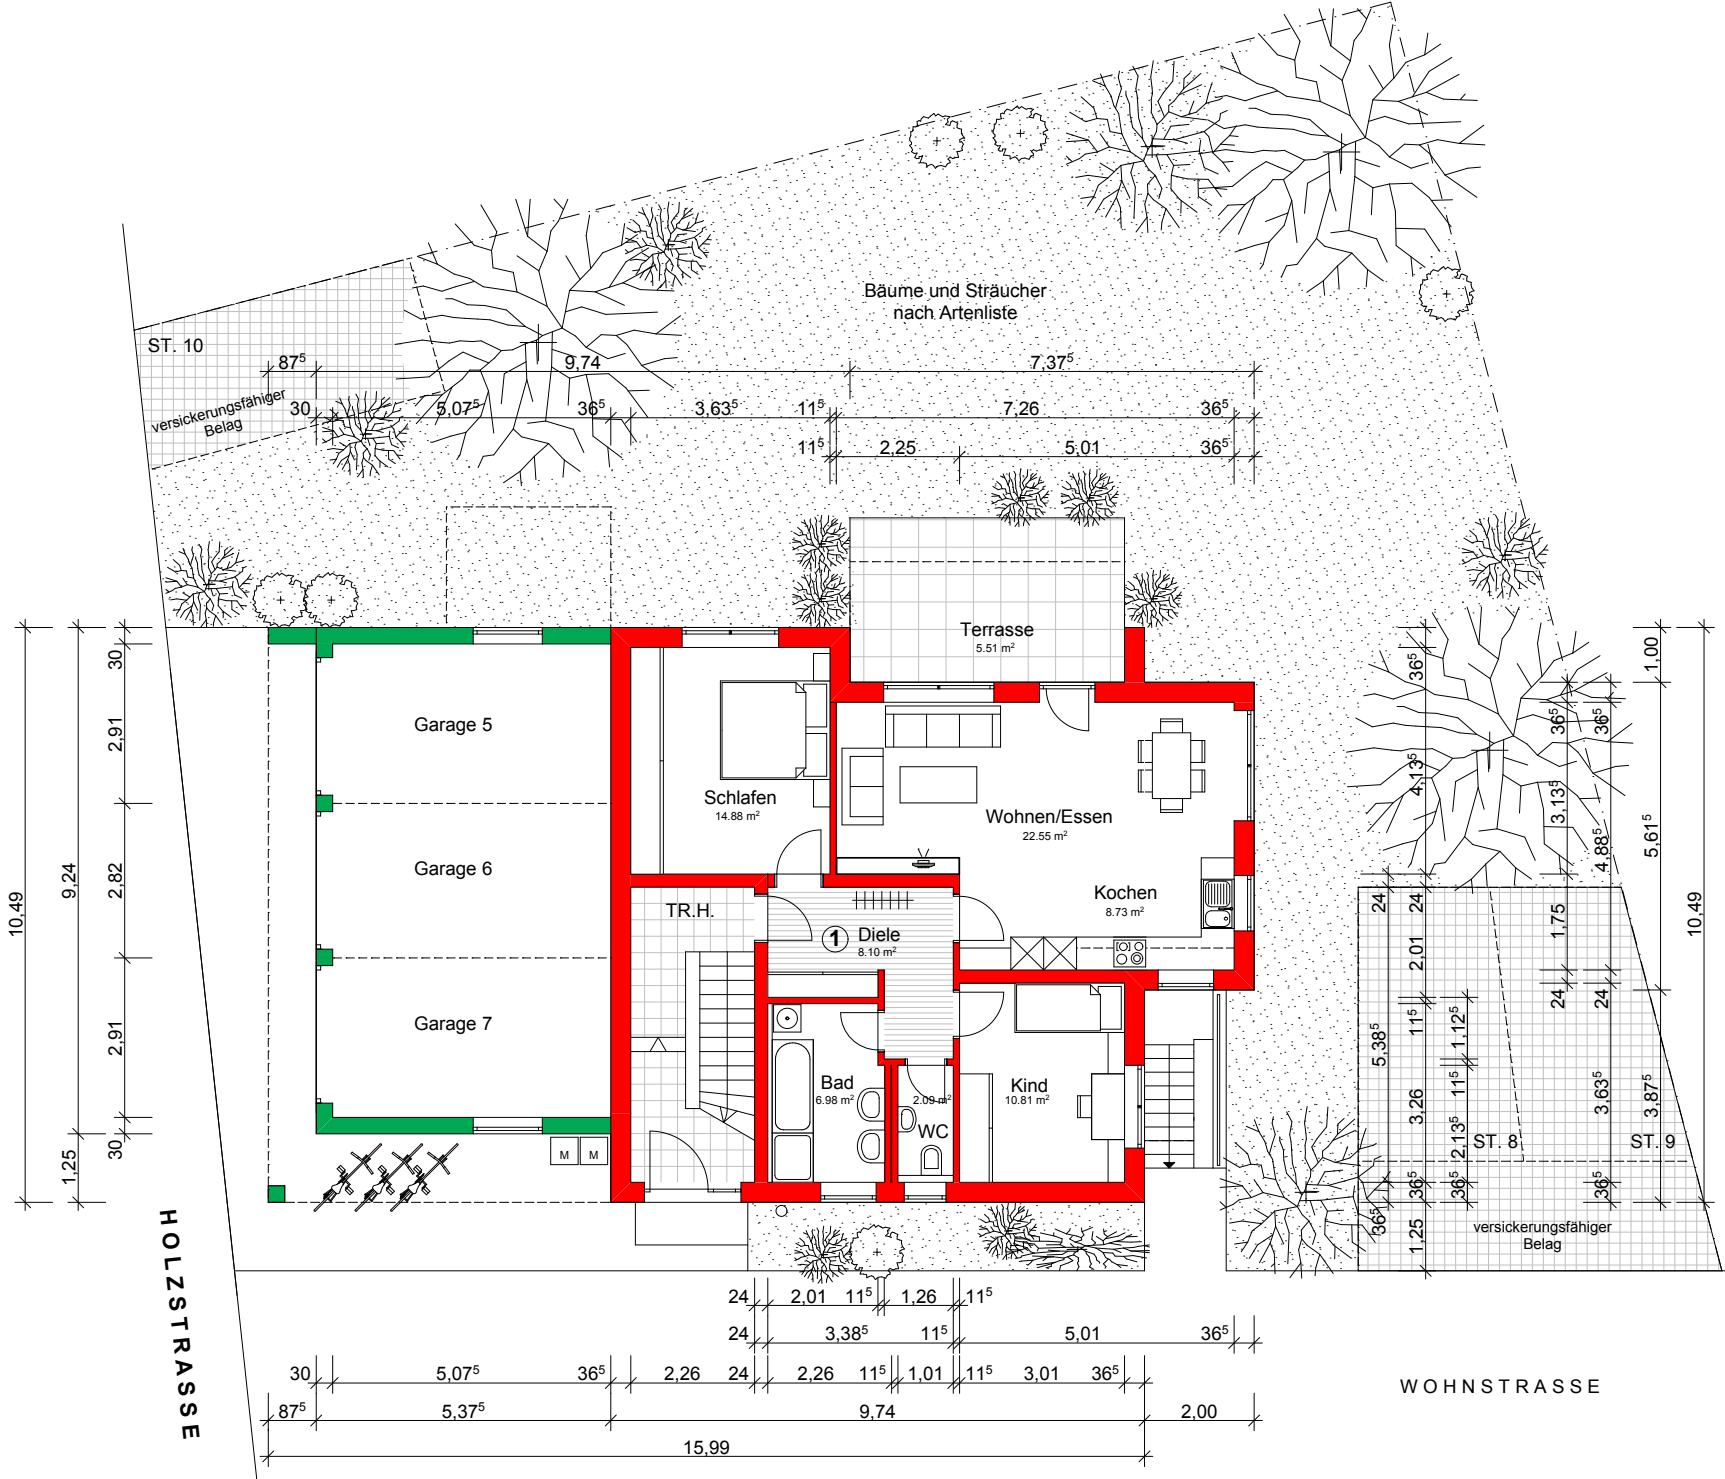 Bäume und Sträucher
nach Artenliste
ST. 10
versickerungsfähiger
Belag
87⁵ 9,74 7,37⁵
30 5,07⁵ 36⁵ 3,63⁵ 11⁵ 7,26 36⁵
11⁵ 2,25 5,01 36⁵
Terrasse
5.51 m²
Garage 5
Garage 6
Garage 7
Schlafen
14.88 m²
Wohnen/Essen
22.55 m²
Kochen
8.73 m²
TR.H.
1 Diele
8.10 m²
Bad
6.98 m²
2.09 m²
WC
Kind
10.81 m²
M M
10,49
9,24
1,25
30
2,91
2,82
2,91
30
36⁵
4,13⁵
24
2,01
11⁵
3,26
36⁵
1,25
24
5,38⁵
36⁵
1,12⁵
11⁵
2,13⁵
36⁵
36⁵
3,13⁵
1,75
24
36⁵
4,88⁵
24
3,63⁵
36⁵
1,00
5,61⁵
3,87⁵
10,49
ST. 8
ST. 9
versickerungsfähiger
Belag
HOLZSTRASSE
WOHNSTRASSE
24 2,01 11⁵ 1,26 11⁵
24 3,38⁵ 11⁵ 5,01 36⁵
30 5,07⁵ 36⁵ 2,26 24 2,26 11⁵ 1,01 11⁵ 3,01 36⁵
87⁵ 5,37⁵ 9,74 2,00
15,99